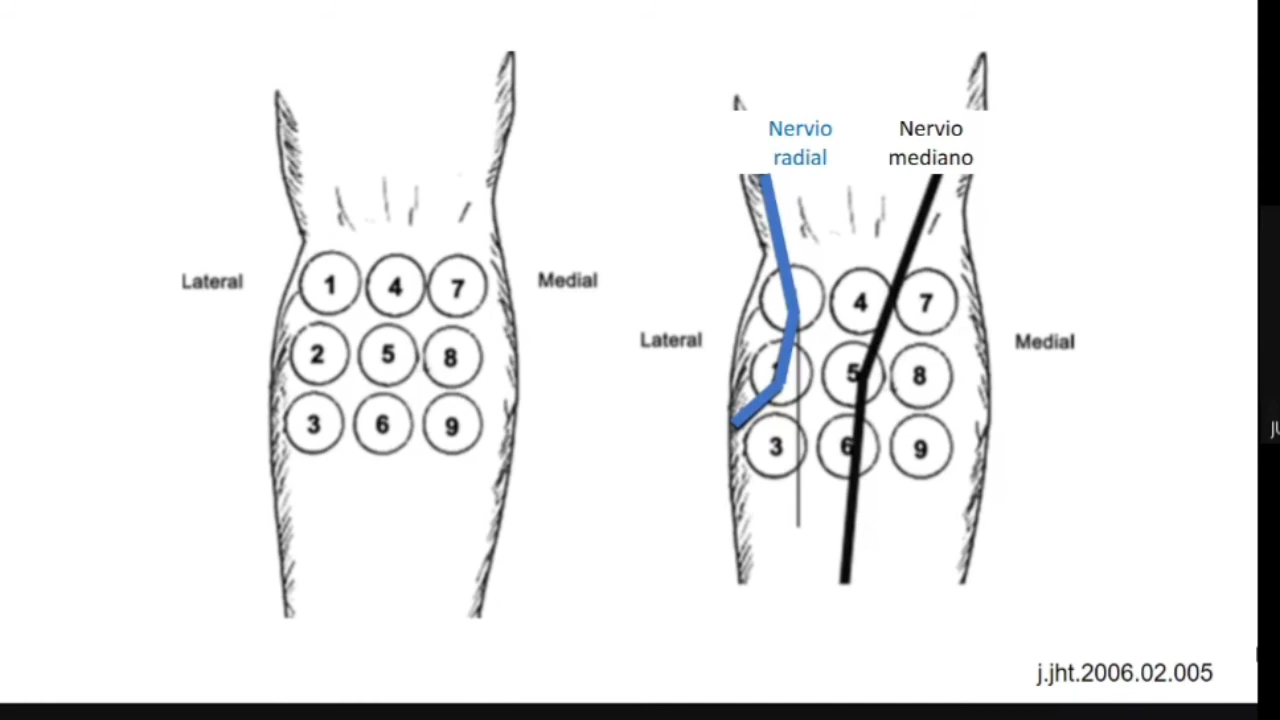 Nervio
radial
Nervio
mediano
Lateral
1 4 7
Medial
2 5 8
3 6 9
4 7
Lateral
5 8
Medial
3 6 9
j.jht.2006.02.005